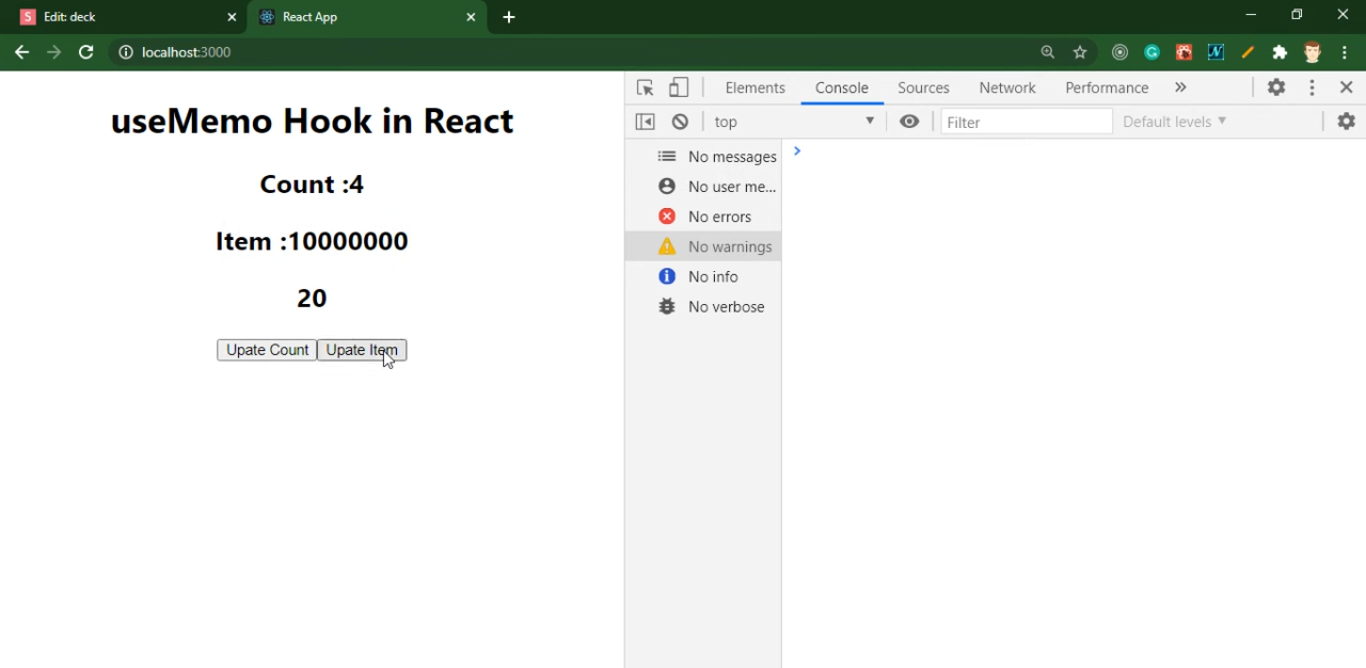 Edit: deck
React App
localhost:3000
Elements Console Sources Network Performance
top Filter Default levels
useMemo Hook in React
Count :4
Item :10000000
20
Upate Count Upate Item
No messages
No user me...
No errors
No warnings
No info
No verbose